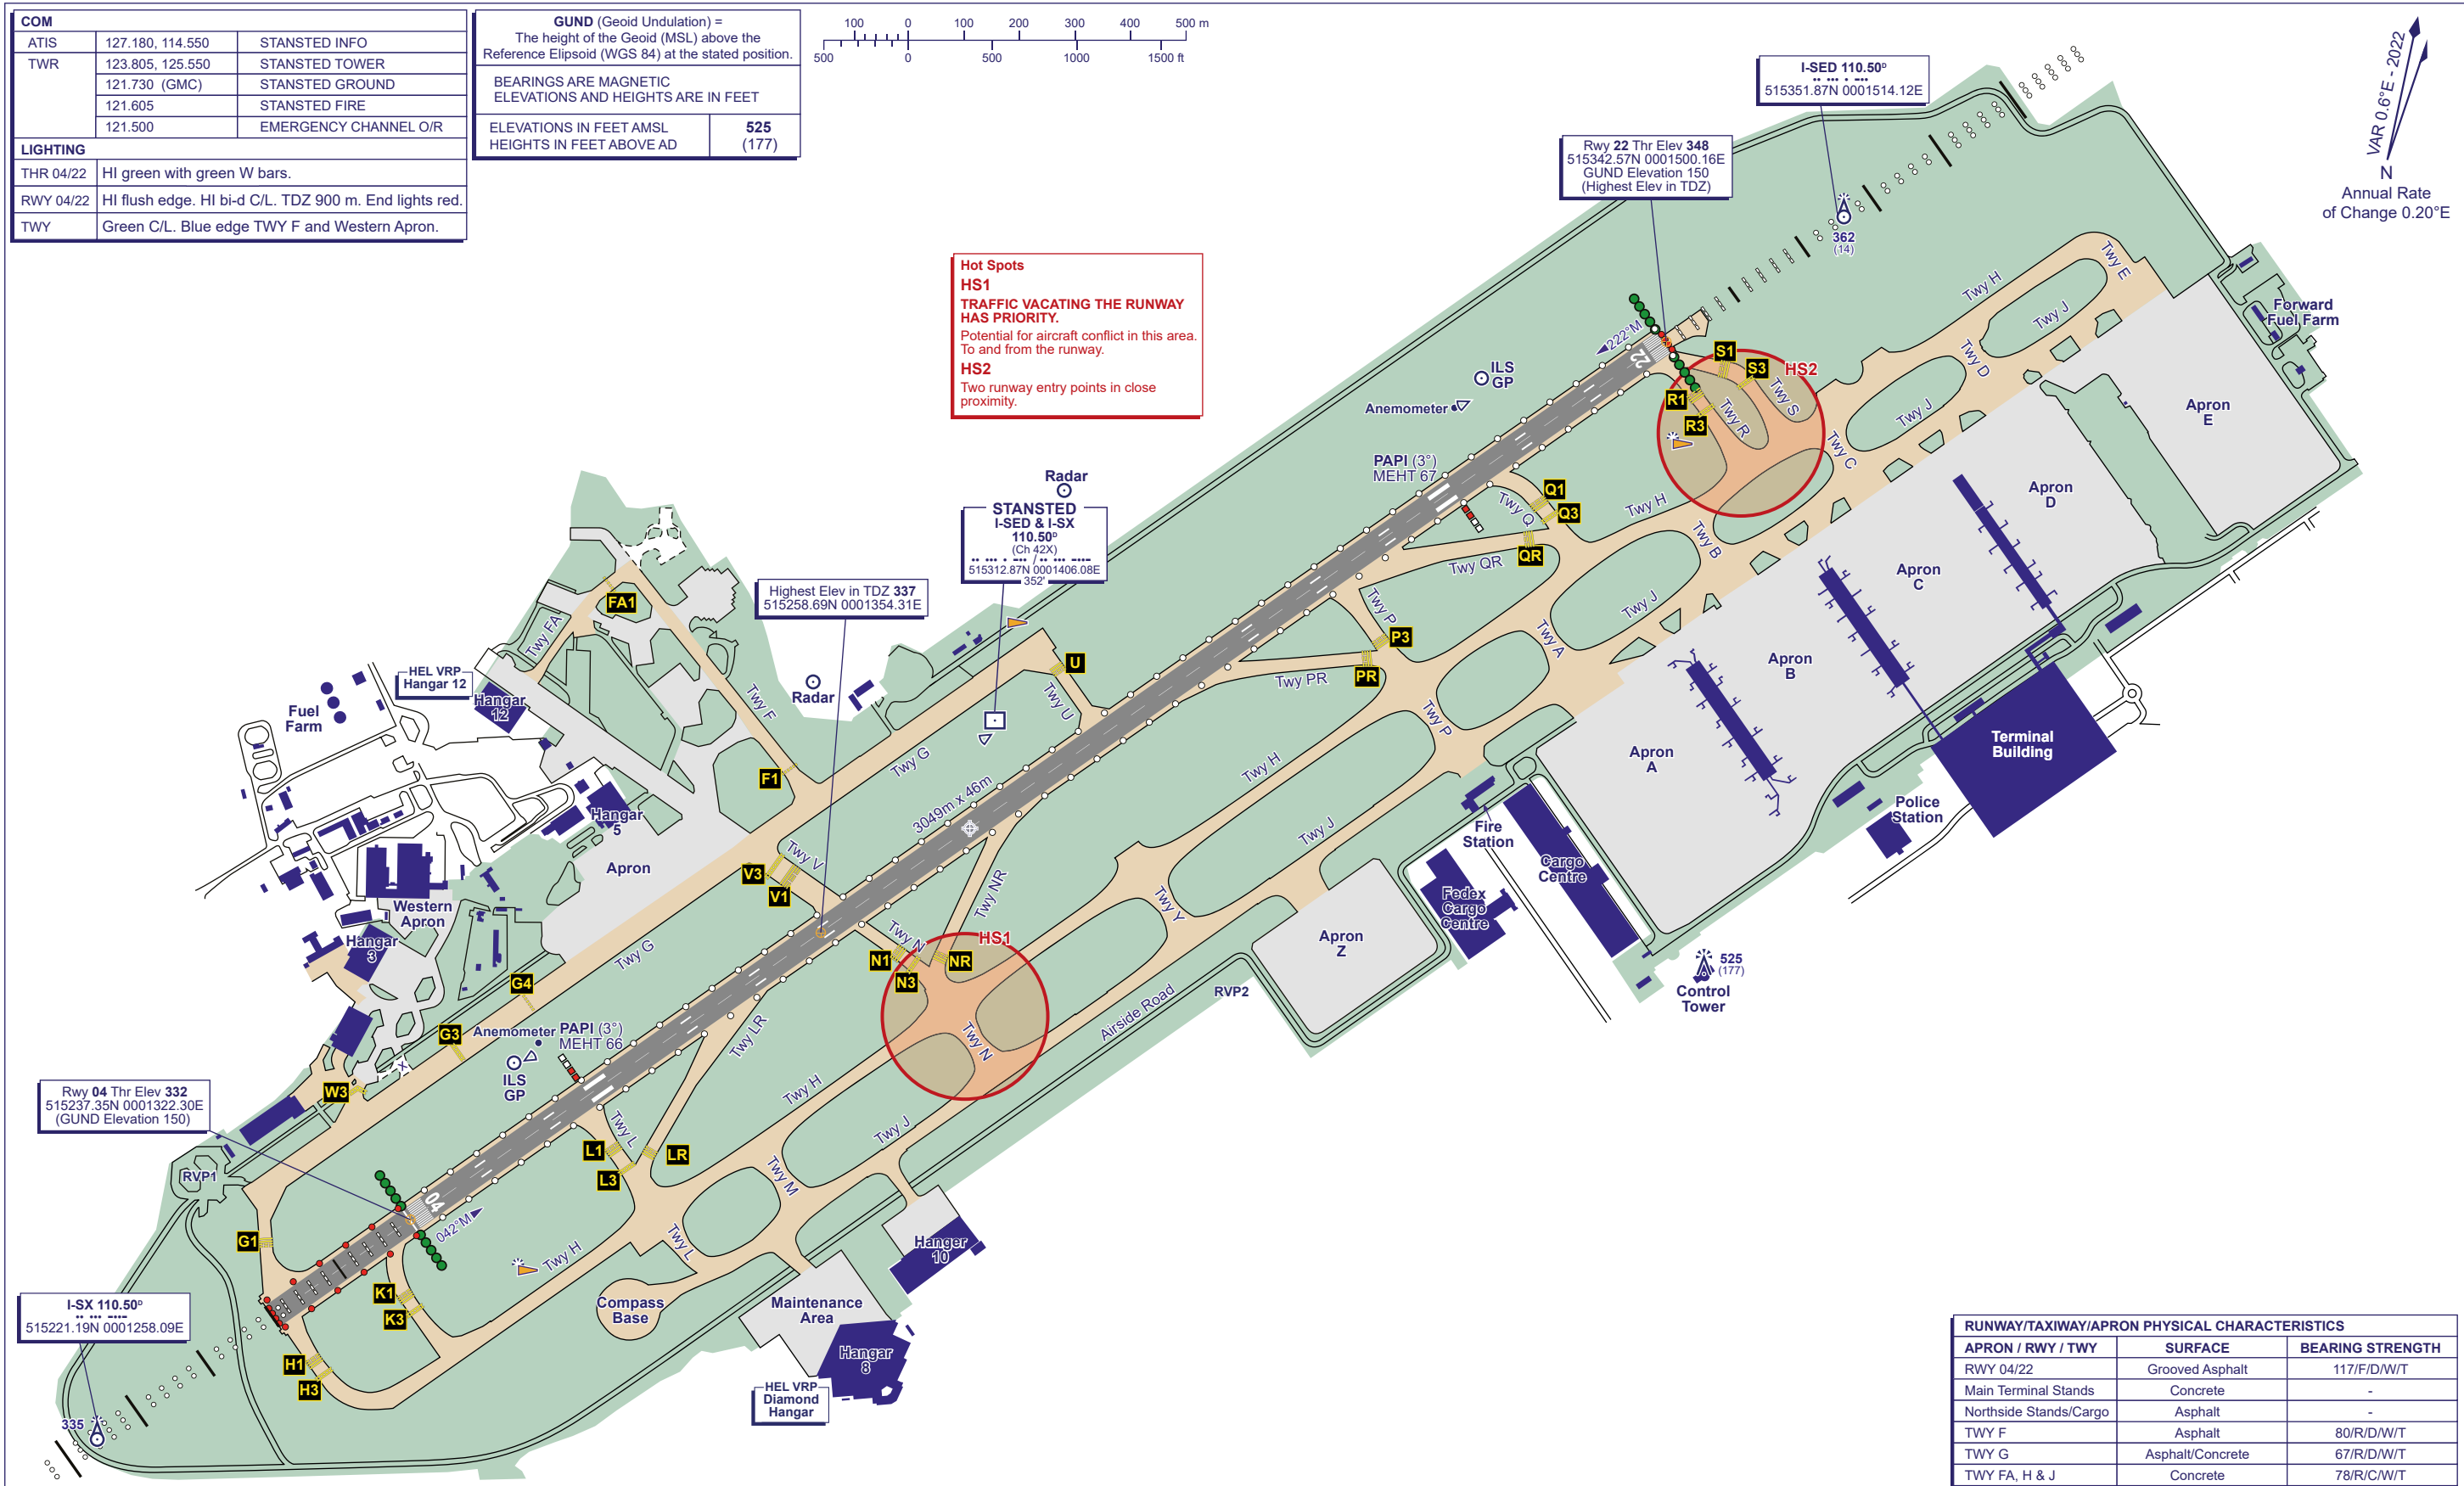 COM
ATIS 127.180, 114.550 STANSTED INFO
TWR 123.805, 125.550 STANSTED TOWER
121.730 (GMC) STANSTED GROUND
121.605 STANSTED FIRE
121.500 EMERGENCY CHANNEL O/R
LIGHTING
THR 04/22 HI green with green W bars.
RWY 04/22 HI flush edge. HI bi-d C/L. TDZ 900 m. End lights red.
TWY Green C/L. Blue edge TWY F and Western Apron.
GUND (Geoid Undulation) =
The height of the Geoid (MSL) above the
Reference Elipsoid (WGS 84) at the stated position.
BEARINGS ARE MAGNETIC
ELEVATIONS AND HEIGHTS ARE IN FEET
ELEVATIONS IN FEET AMSL 525
HEIGHTS IN FEET ABOVE AD (177)
100 0 100 200 300 400 500 m
500 0 500 1000 1500 ft
VAR 0.6°E - 2022
N
Annual Rate
of Change 0.20°E
I-SED 110.50ᴰ
515351.87N 0001514.12E
Rwy 22 Thr Elev 348
515342.57N 0001500.16E
GUND Elevation 150
(Highest Elev in TDZ)
362
(14)
Hot Spots
HS1
TRAFFIC VACATING THE RUNWAY
HAS PRIORITY.
Potential for aircraft conflict in this area.
To and from the runway.
HS2
Two runway entry points in close
proximity.
Twy E
Twy H
Twy J
Forward
Fuel Farm
222°M
22
S1
S3
HS2
Twy S
R1
R3
Twy R
Twy D
Twy J
Twy C
Apron
E
ILS
GP
Anemometer
PAPI (3°)
MEHT 67
Q1
Q3
Twy Q
QR
Twy QR
Twy H
Twy B
Apron
D
Apron
C
Radar
STANSTED
I-SED & I-SX
110.50ᴰ
(Ch 42X)
515312.87N 0001406.08E
352'
Highest Elev in TDZ 337
515258.69N 0001354.31E
FA1
Twy FA
HEL VRP
Hangar 12
Hangar
12
Fuel
Farm
Twy F
Radar
U
Twy U
Twy P
P3
PR
Twy PR
Twy J
Twy A
Apron
B
Twy P
Apron
A
Terminal
Building
Police
Station
F1
Twy G
3049m x 46m
Twy H
Twy J
Fire
Station
Cargo
Centre
Fedex
Cargo
Centre
Hangar
5
Apron
V3
V1
Twy V
Twy NR
Twy N
HS1
N1
N3
NR
Twy N
Twy Y
Apron
Z
RVP2
Airside Road
525
(177)
Control
Tower
Western
Apron
Hangar
3
Twy G
G4
G3
W3
X
Anemometer
PAPI (3°)
MEHT 66
ILS
GP
Twy LR
Twy L
L1
L3
LR
Twy H
Twy J
Twy M
Twy L
Rwy 04 Thr Elev 332
515237.35N 0001322.30E
(GUND Elevation 150)
RVP1
04
042°M
G1
Twy H
K1
K3
H1
H3
I-SX 110.50ᴰ
515221.19N 0001258.09E
335
Compass
Base
Maintenance
Area
Hanger
10
Hangar
8
HEL VRP
Diamond
Hangar
RUNWAY/TAXIWAY/APRON PHYSICAL CHARACTERISTICS
APRON / RWY / TWY SURFACE BEARING STRENGTH
RWY 04/22 Grooved Asphalt 117/F/D/W/T
Main Terminal Stands Concrete -
Northside Stands/Cargo Asphalt -
TWY F Asphalt 80/R/D/W/T
TWY G Asphalt/Concrete 67/R/D/W/T
TWY FA, H & J Concrete 78/R/C/W/T